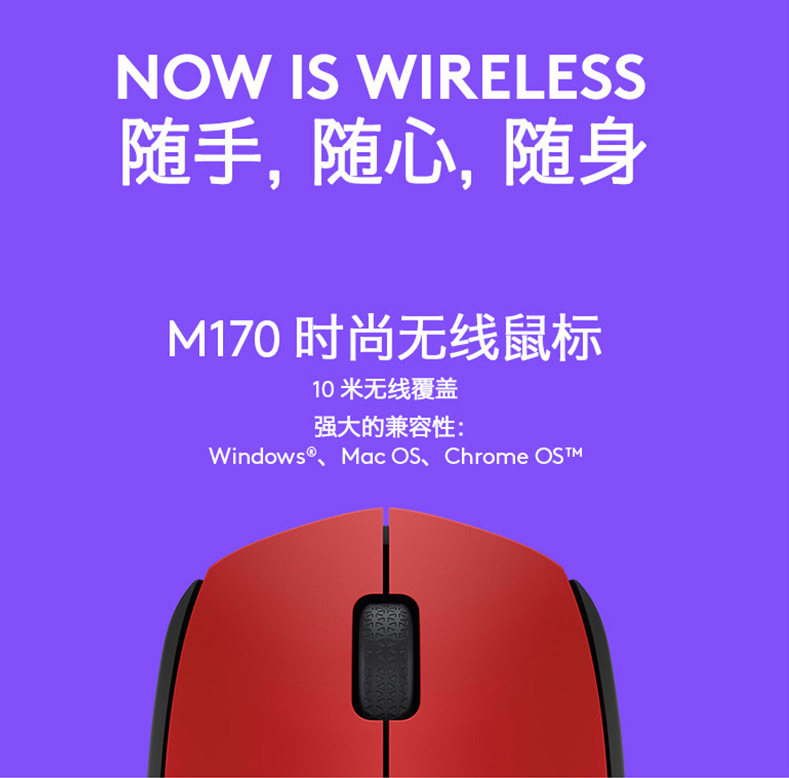 NOW IS WIRELESS
随手, 随心, 随身
M170 时尚无线鼠标
10 米无线覆盖
强大的兼容性：
Windows®、Mac OS、Chrome OS™